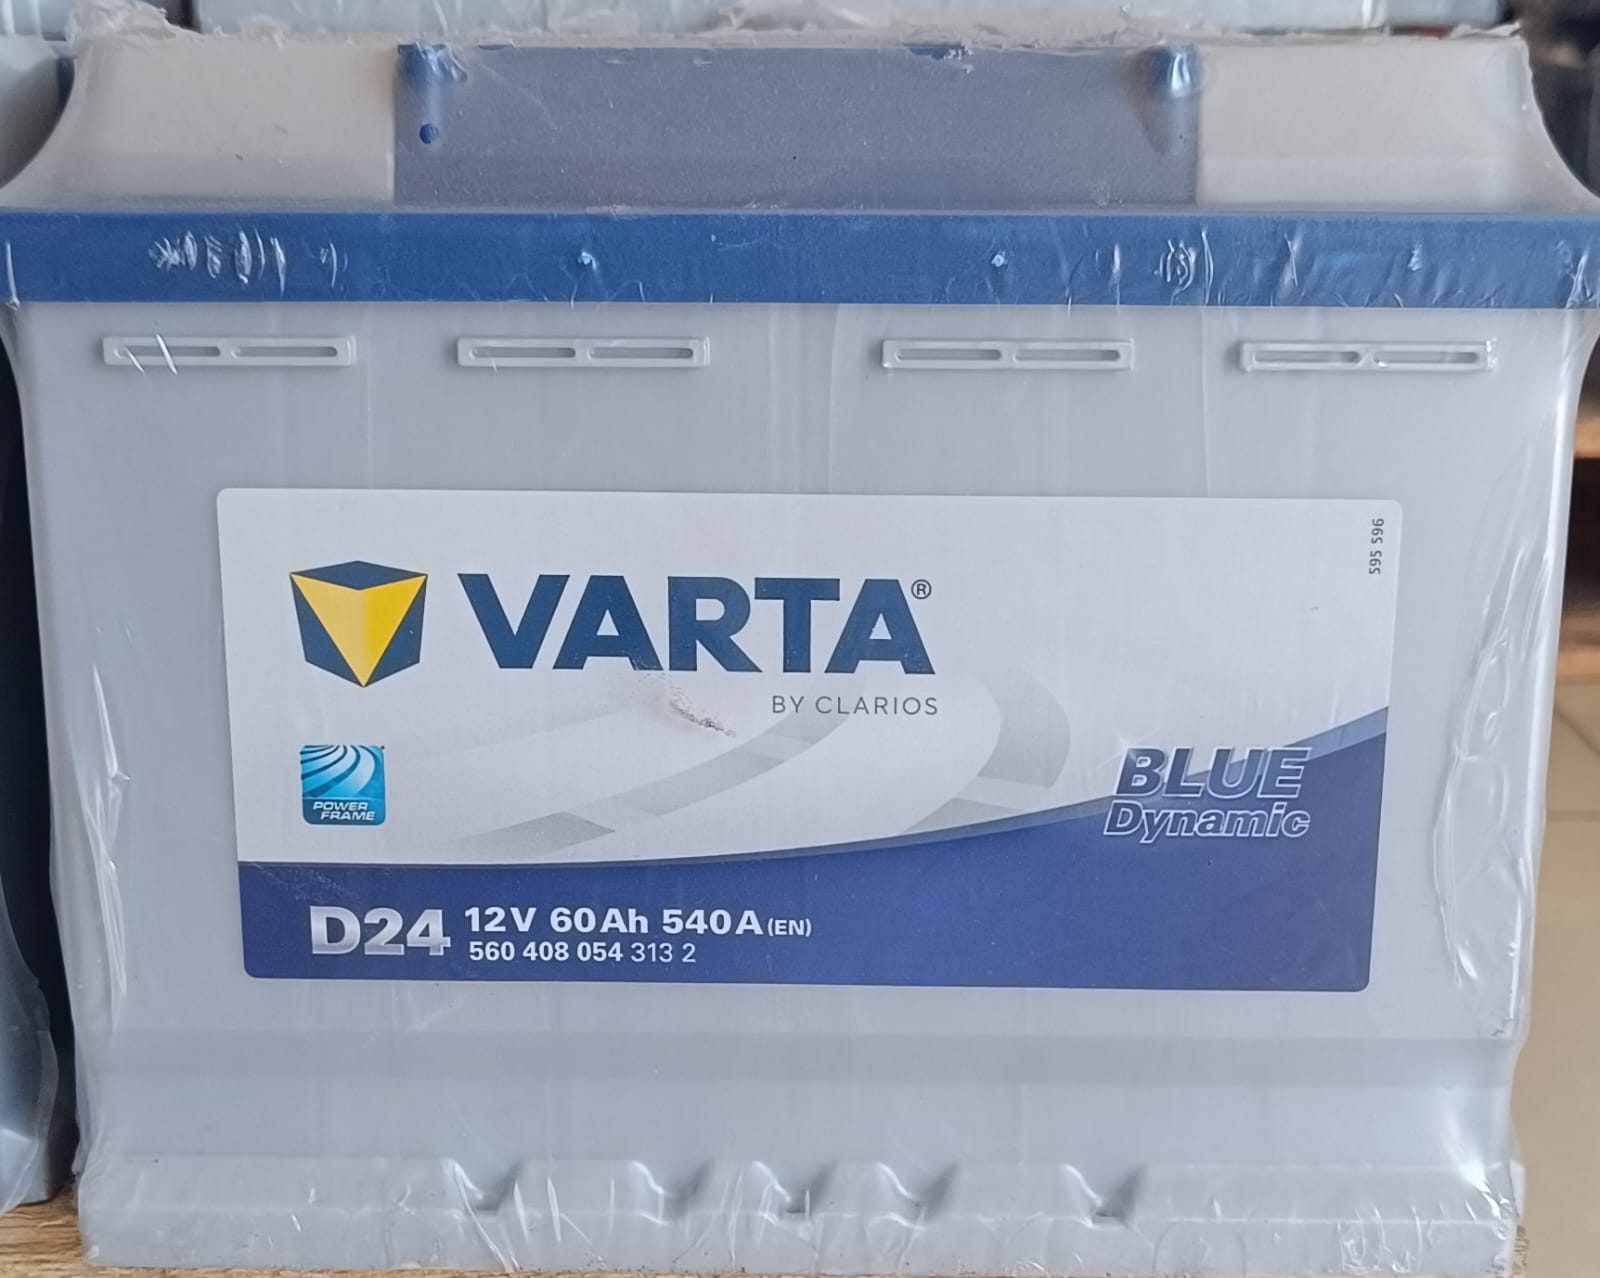 595 596
VARTA®
BY CLARIOS
POWER
FRAME
BLUE
Dynamic
D24 12V 60Ah 540A (EN)
560 408 054 313 2